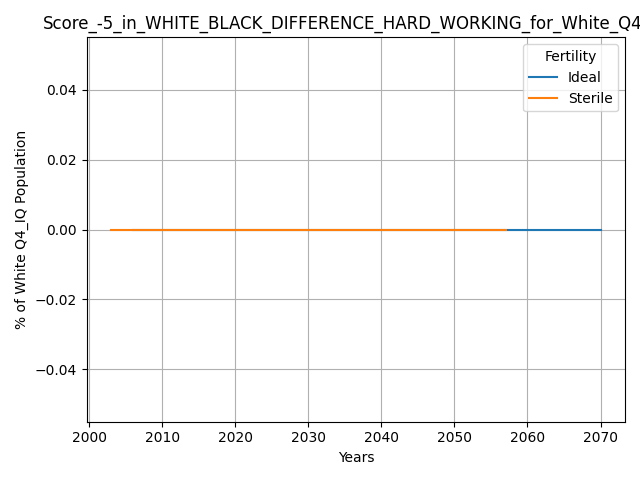 Score_-5_in_WHITE_BLACK_DIFFERENCE_HARD_WORKING_for_White_Q4
Fertility
Ideal
Sterile
% of White Q4_IQ Population
0.04
0.02
0.00
−0.02
−0.04
2000 2010 2020 2030 2040 2050 2060 2070
Years